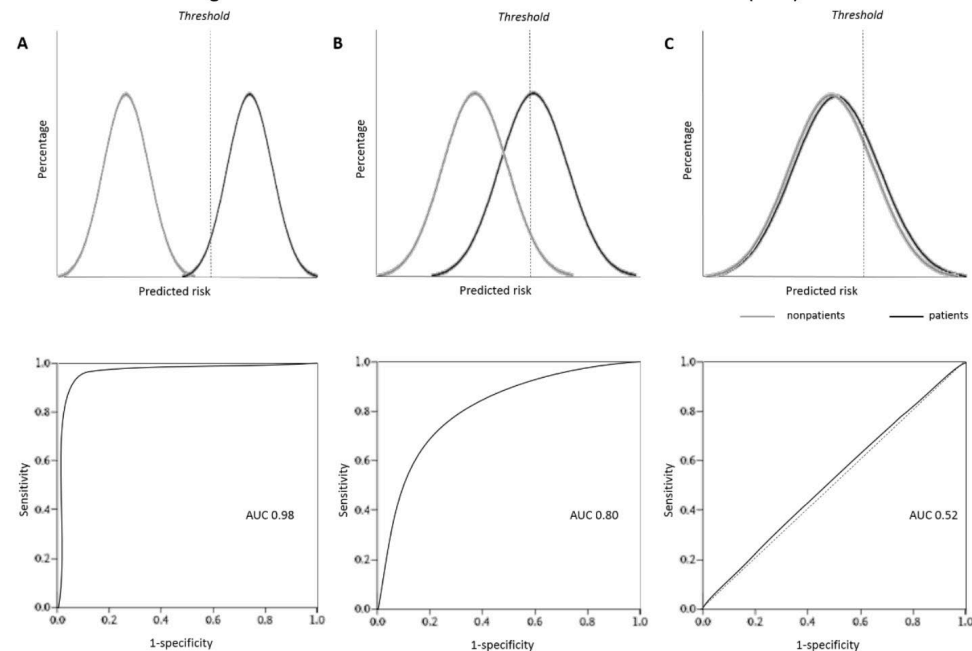 Threshold
Threshold
Threshold
A
B
C
Percentage
Percentage
Percentage
Predicted risk
Predicted risk
Predicted risk
nonpatients
patients
1.0
0.8
0.6
0.4
0.2
0.0
Sensitivity
AUC 0.98
0.0 0.2 0.4 0.6 0.8 1.0
1-specificity
1.0
0.8
0.6
0.4
0.2
0.0
Sensitivity
AUC 0.80
0.0 0.2 0.4 0.6 0.8 1.0
1-specificity
1.0
0.8
0.6
0.4
0.2
0.0
Sensitivity
AUC 0.52
0.0 0.2 0.4 0.6 0.8 1.0
1-specificity